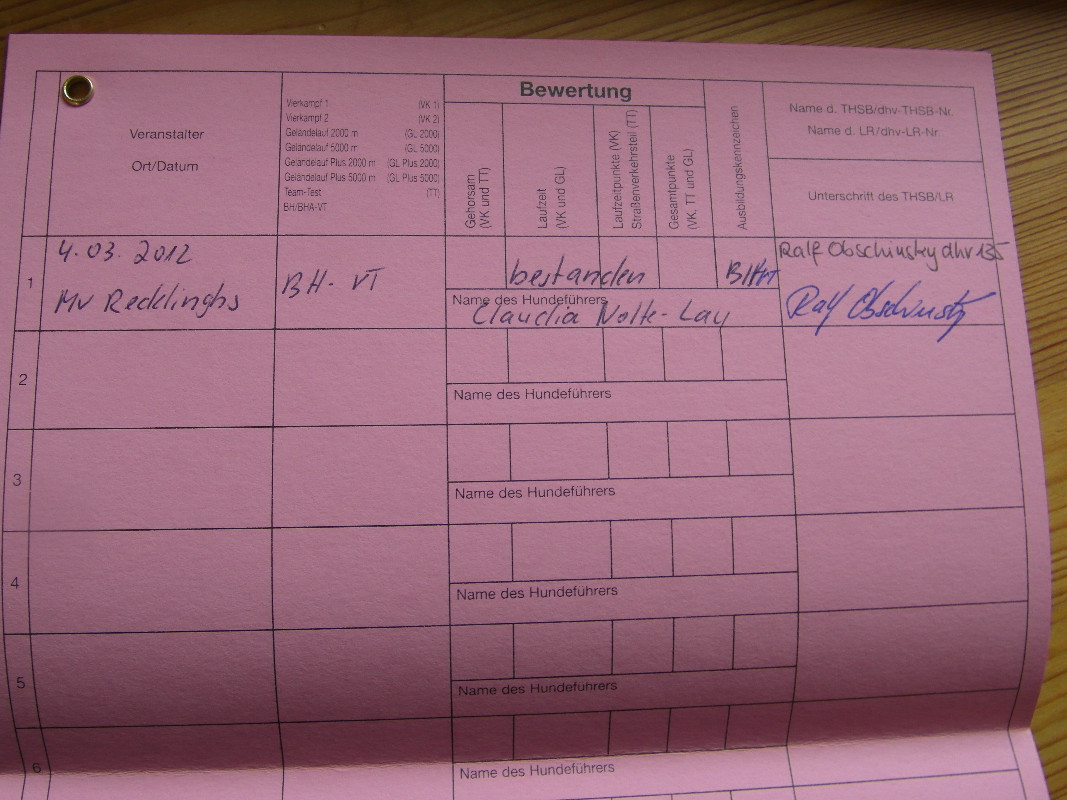 Bewertung
Veranstalter
Ort/Datum
Vierkampf 1 (VK 1)
Vierkampf 2 (VK 2)
Geländelauf 2000 m (GL 2000)
Geländelauf 5000 m (GL 5000)
Geländelauf Plus 2000 m (GL Plus 2000)
Geländelauf Plus 5000 m (GL Plus 5000)
Team-Test (TT)
BH/BHA-VT
Gehorsam
(VK und TT)
Laufzeit
(VK und GL)
Laufzeitpunkte (VK)
Straßenverkehrsteil (TT)
Gesamtpunkte
(VK, TT und GL)
Ausbildungskennzeichen
Name d. THSB/dhv-THSB-Nr.
Name d. LR/dhv-LR-Nr.
Unterschrift des THSB/LR
1
4.03.2012
MV Recklinghs
BH-VT
bestanden
BHVT
Ralf Obschinsky dhv 135
Name des Hundeführers
Claudia Nolte-Lay
Ralf Obschinsky
2
Name des Hundeführers
3
Name des Hundeführers
4
Name des Hundeführers
5
Name des Hundeführers
6
Name des Hundeführers